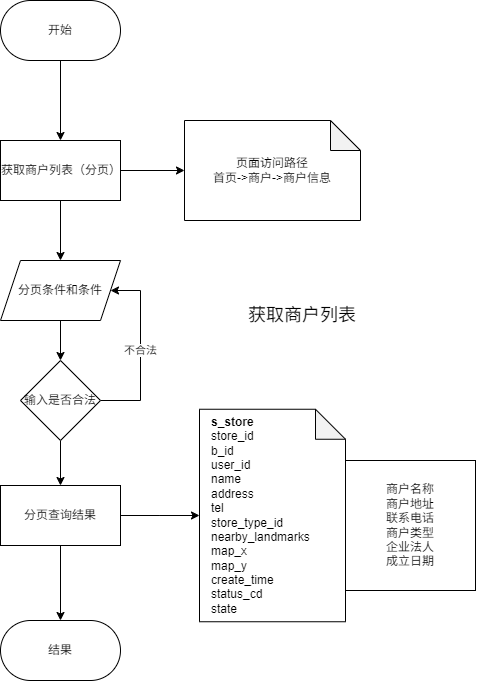 开始
获取商户列表（分页）
页面访问路径
首页->商户->商户信息
分页条件和条件
获取商户列表
不合法
输入是否合法
s_store
store_id
b_id
user_id
name
address
tel
store_type_id
nearby_landmarks
map_x
map_y
create_time
status_cd
state
商户名称
商户地址
联系电话
商户类型
企业法人
成立日期
分页查询结果
结果